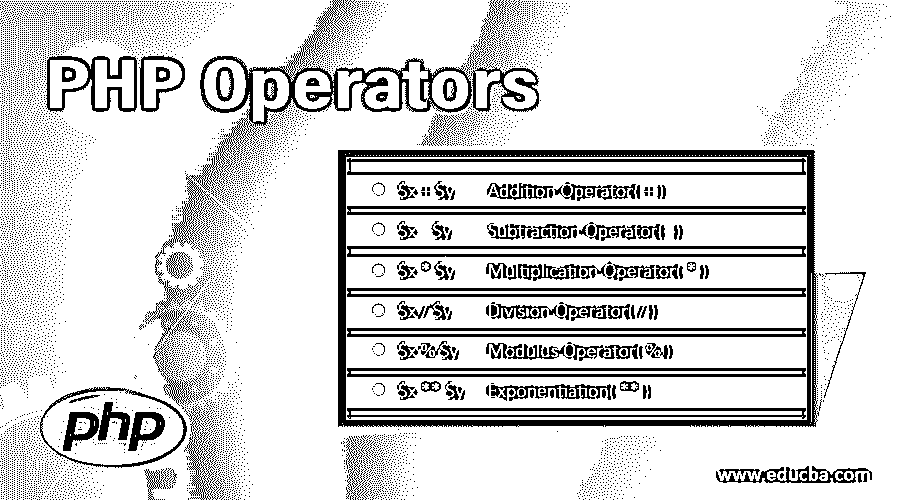 PHP Operators
$x + $y Addition Operator( + )
$x - $y Subtraction Operator( - )
$x * $y Multiplication Operator( * )
$x / $y Division Operator( / )
$x % $y Modulus Operator( % )
$x ** $y Exponentiation( ** )
php
www.educba.com